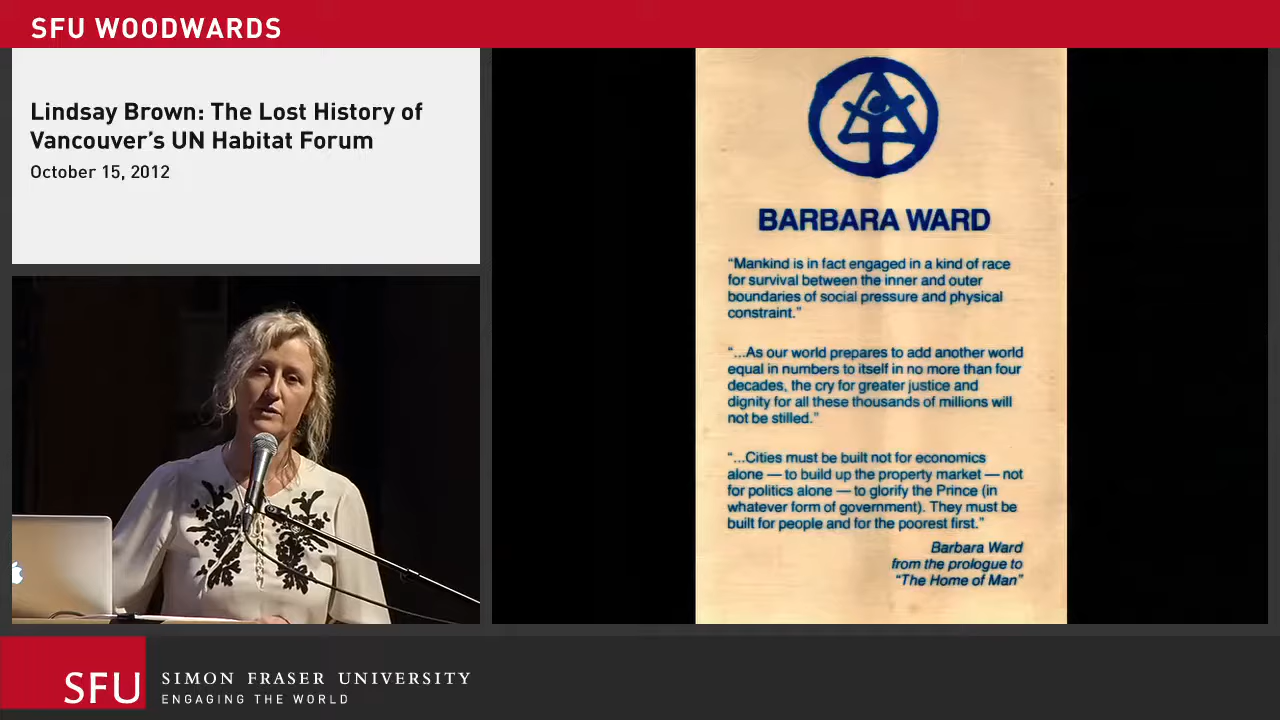 SFU WOODWARDS
Lindsay Brown: The Lost History of
Vancouver's UN Habitat Forum
October 15, 2012
BARBARA WARD
"Mankind is in fact engaged in a kind of race
for survival between the inner and outer
boundaries of social pressure and physical
constraint."
"...As our world prepares to add another world
equal in numbers to itself in no more than four
decades, the cry for greater justice and
dignity for all these thousands of millions will
not be stilled."
"...Cities must be built not for economics
alone — to build up the property market — not
for politics alone — to glorify the Prince (in
whatever form of government). They must be
built for people and for the poorest first."
Barbara Ward
from the prologue to
"The Home of Man"
SFU
SIMON FRASER UNIVERSITY
ENGAGING THE WORLD